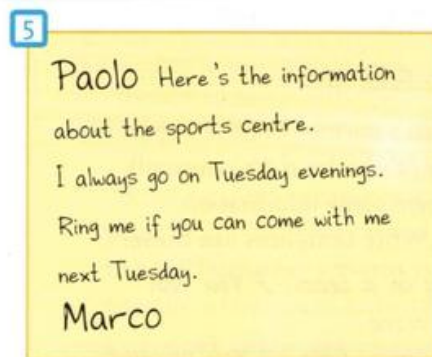 5
Paolo Here's the information
about the sports centre.
I always go on Tuesday evenings.
Ring me if you can come with me
next Tuesday.
Marco